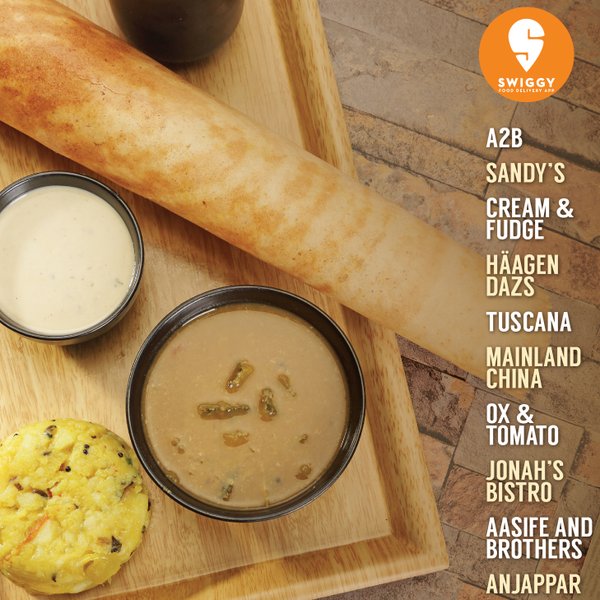 SWIGGY
FOOD DELIVERY APP
A2B
SANDY'S
CREAM &
FUDGE
HÄAGEN
DAZS
TUSCANA
MAINLAND
CHINA
OX &
TOMATO
JONAH'S
BISTRO
AASIFE AND
BROTHERS
ANJAPPAR